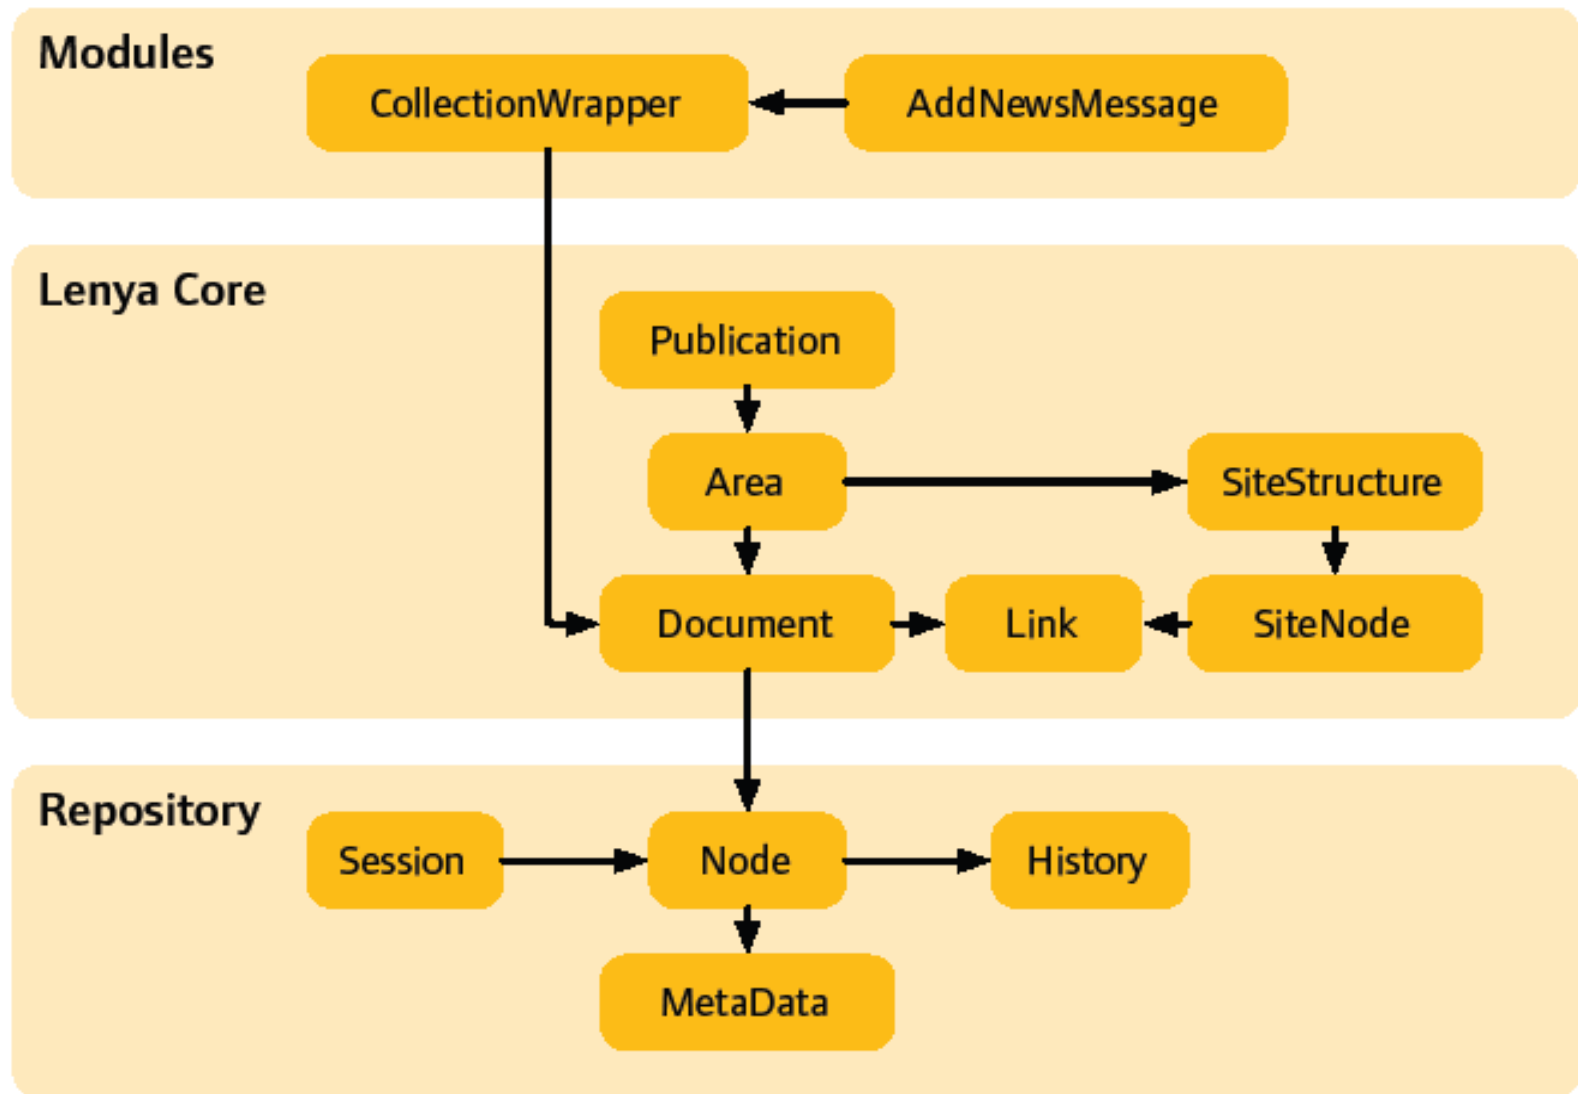 Modules
CollectionWrapper
AddNewsMessage
Lenya Core
Publication
Area
SiteStructure
Document
Link
SiteNode
Repository
Session
Node
History
MetaData